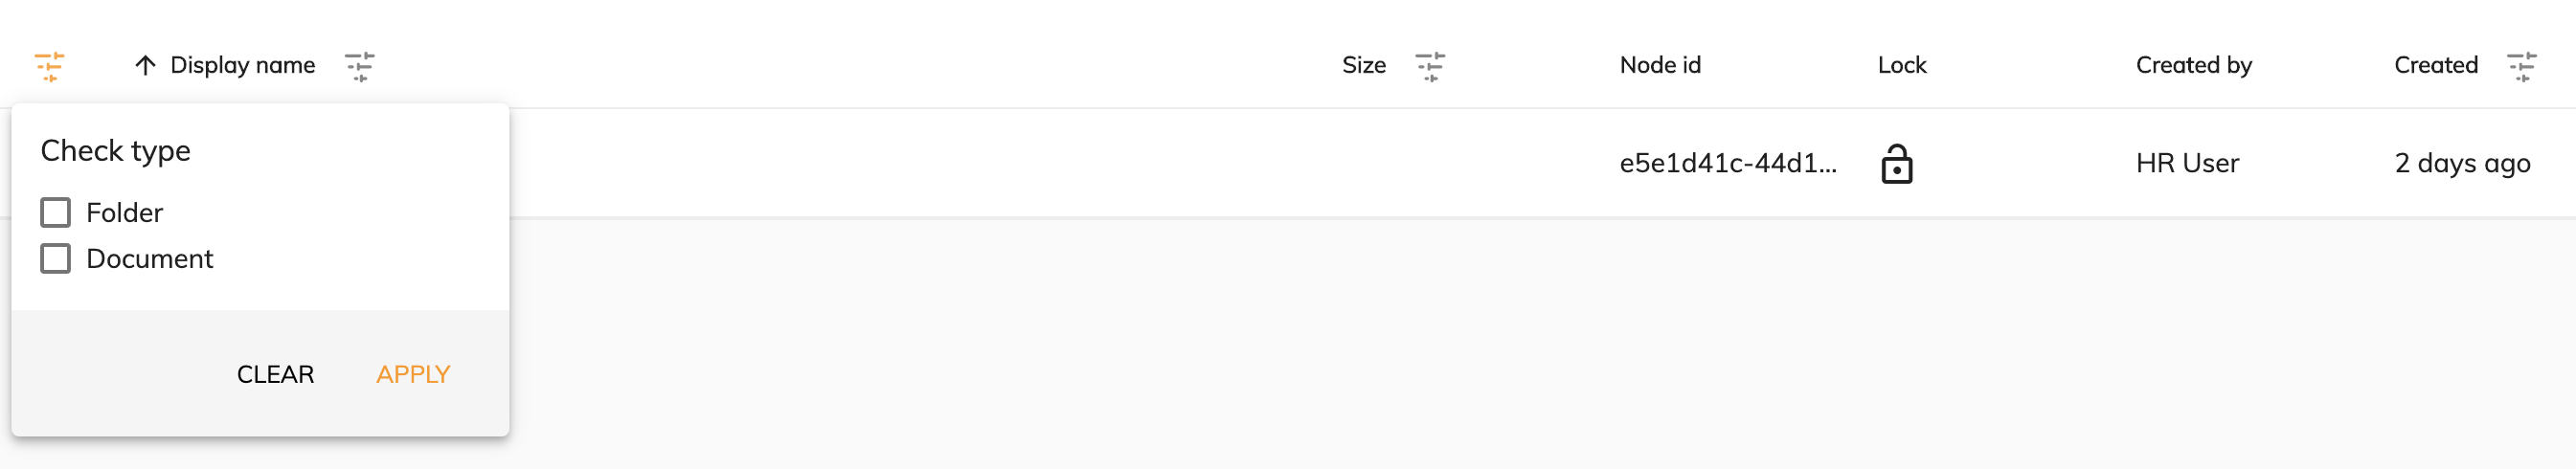 Display name Size Node id Lock Created by Created
Check type
e5e1d41c-44d1... HR User 2 days ago
Folder
Document
CLEAR APPLY